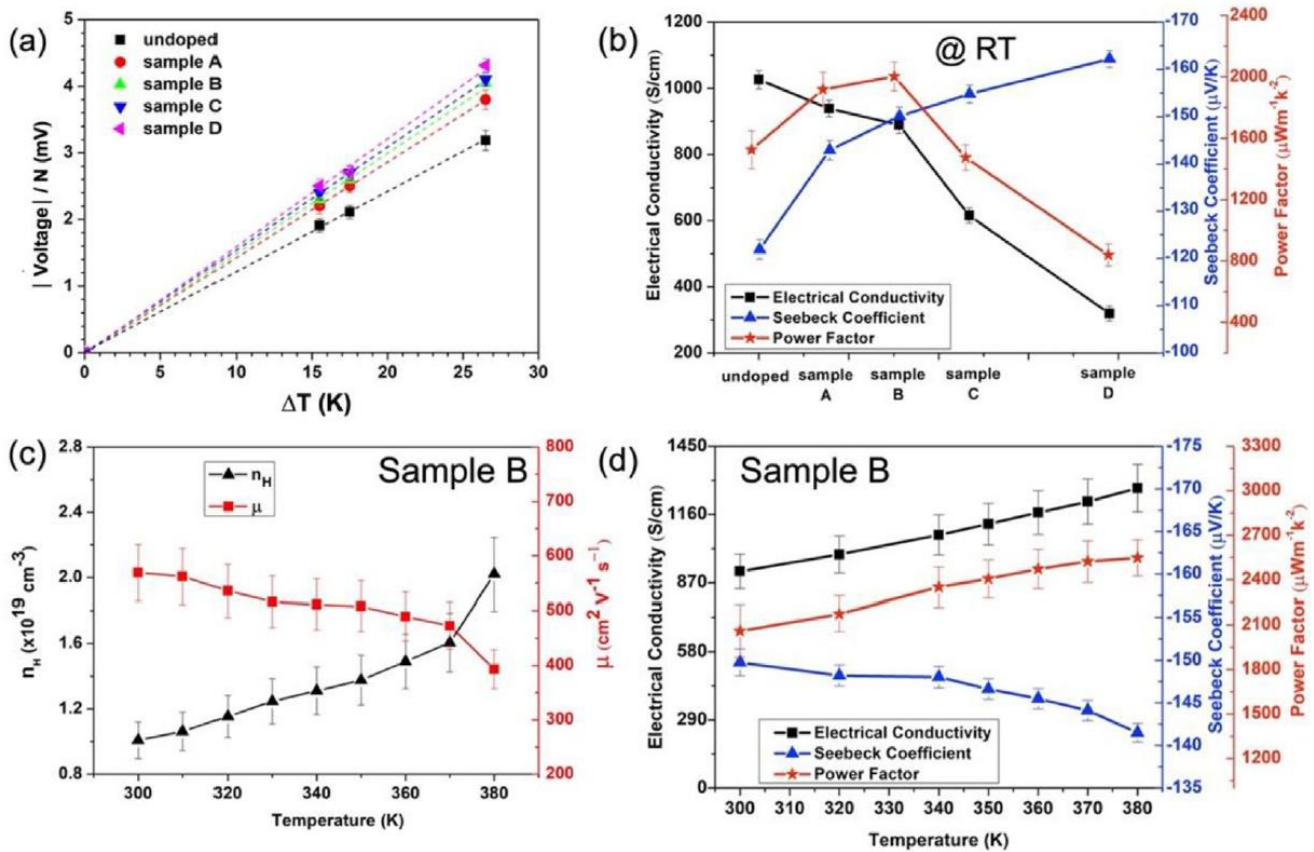 (a)
undoped
sample A
sample B
sample C
sample D
| Voltage | / N (mV)
5
4
3
2
1
0
0 5 10 15 20 25 30
ΔT (K)
(b)
@ RT
Electrical Conductivity (S/cm)
1200
1000
800
600
400
200
Electrical Conductivity
Seebeck Coefficient
Power Factor
undoped
sample A
sample B
sample C
sample D
-170
-160
-150
-140
-130
-120
-110
-100
Seebeck Coefficient (μV/K)
2400
2000
1600
1200
800
400
Power Factor (μWm⁻¹k⁻²)
(c)
Sample B
n_H
μ
n_H (x10¹⁹ cm⁻³)
2.8
2.4
2.0
1.6
1.2
0.8
300 320 340 360 380
Temperature (K)
800
700
600
500
400
300
200
μ (cm² V⁻¹ s⁻¹)
(d)
Sample B
Electrical Conductivity (S/cm)
1450
1160
870
580
290
0
Electrical Conductivity
Seebeck Coefficient
Power Factor
300 310 320 330 340 350 360 370 380
Temperature (K)
-175
-170
-165
-160
-155
-150
-145
-140
-135
Seebeck Coefficient (μV/K)
3300
3000
2700
2400
2100
1800
1500
1200
Power Factor (μWm⁻¹k⁻²)